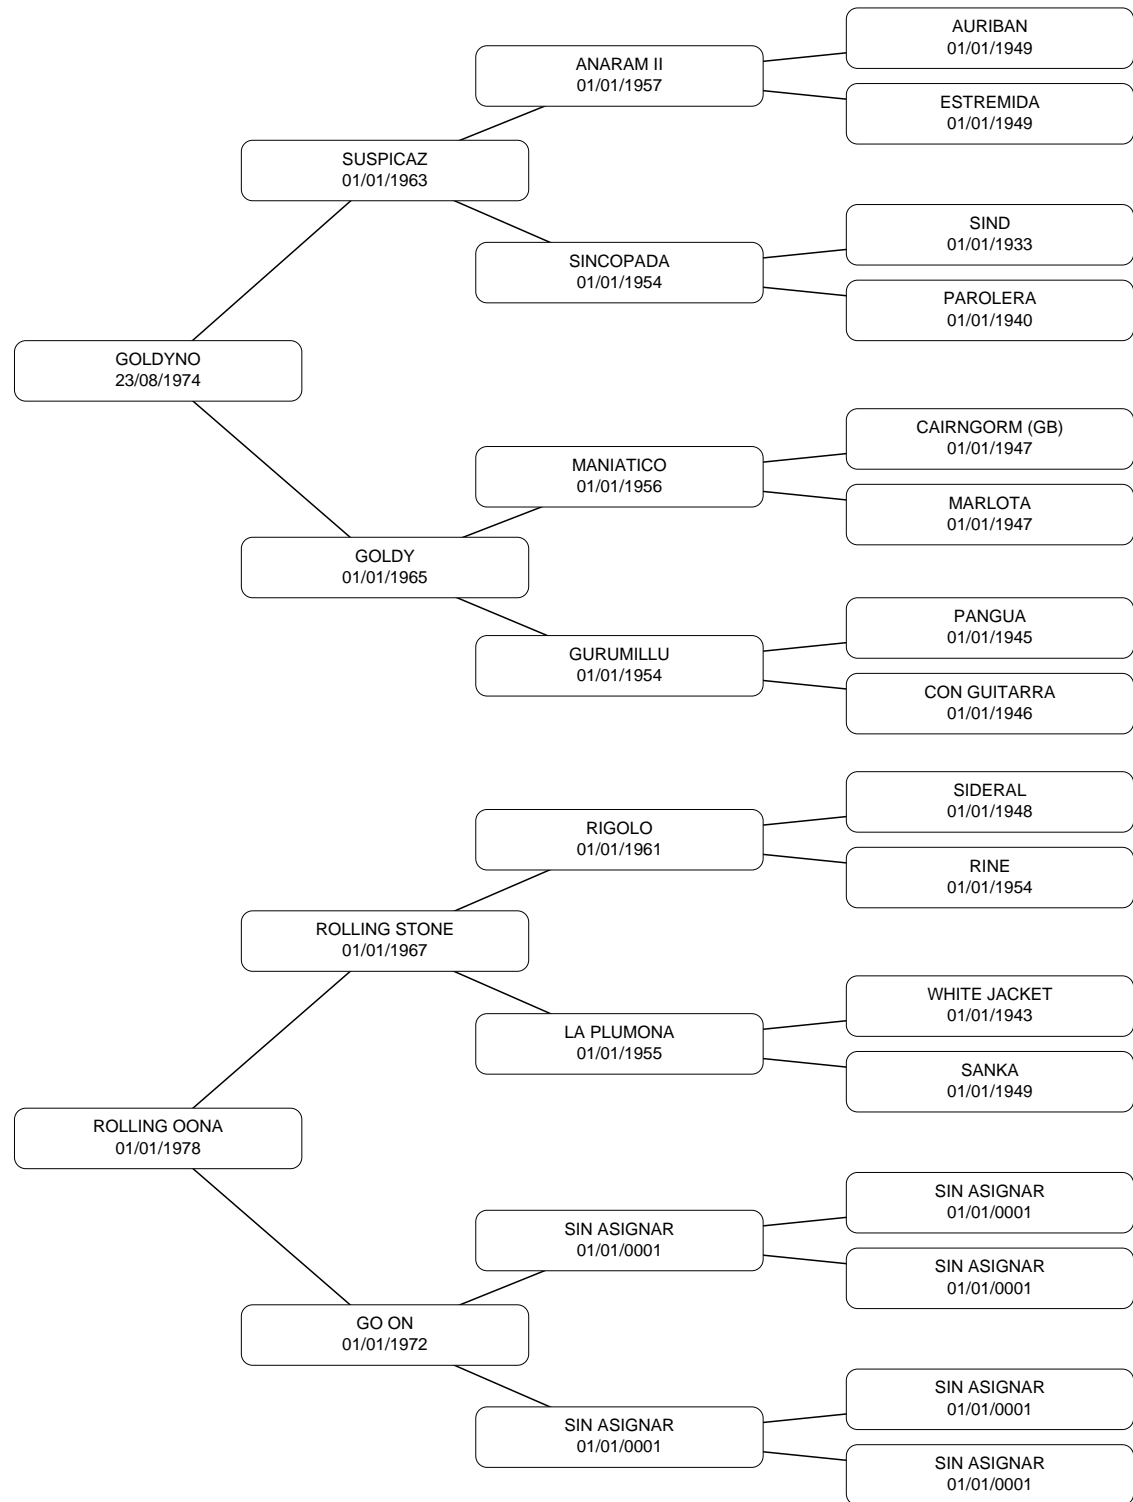 AURIBAN
01/01/1949
ANARAM II
01/01/1957
ESTREMIDA
01/01/1949
SUSPICAZ
01/01/1963
SIND
01/01/1933
SINCOPADA
01/01/1954
PAROLERA
01/01/1940
GOLDYNO
23/08/1974
CAIRNGORM (GB)
01/01/1947
MANIATICO
01/01/1956
MARLOTA
01/01/1947
GOLDY
01/01/1965
PANGUA
01/01/1945
GURUMILLU
01/01/1954
CON GUITARRA
01/01/1946
SIDERAL
01/01/1948
RIGOLO
01/01/1961
RINE
01/01/1954
ROLLING STONE
01/01/1967
WHITE JACKET
01/01/1943
LA PLUMONA
01/01/1955
SANKA
01/01/1949
ROLLING OONA
01/01/1978
SIN ASIGNAR
01/01/0001
SIN ASIGNAR
01/01/0001
SIN ASIGNAR
01/01/0001
GO ON
01/01/1972
SIN ASIGNAR
01/01/0001
SIN ASIGNAR
01/01/0001
SIN ASIGNAR
01/01/0001